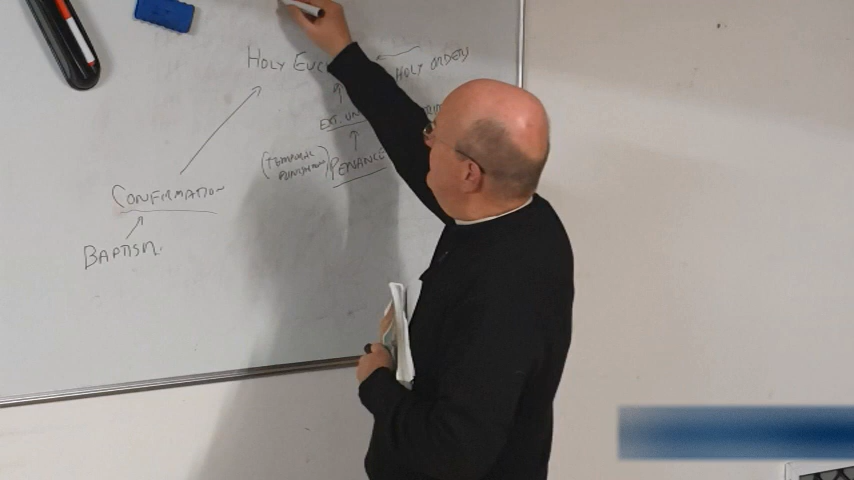 HOLY EUC
HOLY ORDERS
EXT. UN
(TEMPORAL
PUNISHMENT)
PENANCE
CONFIRMATION
BAPTISM.